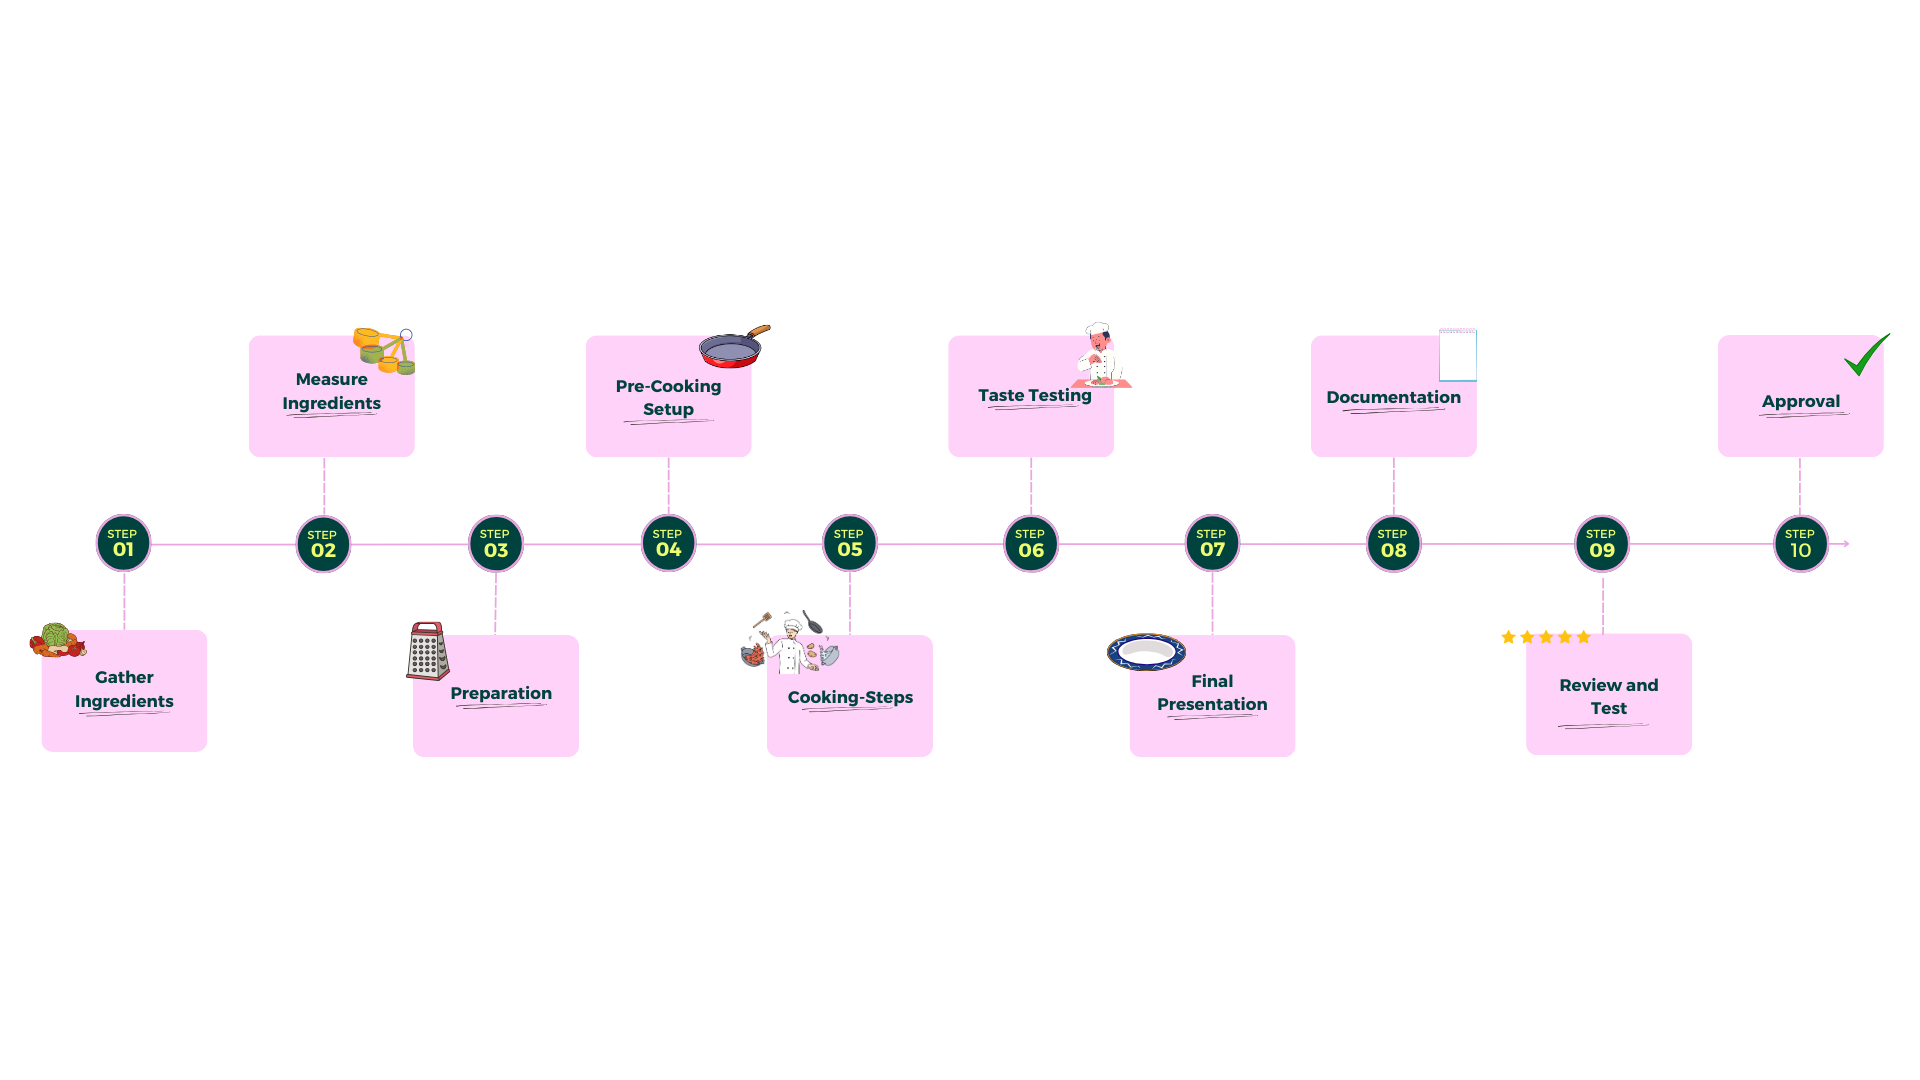 Measure
Ingredients
Pre-Cooking
Setup
Taste Testing
Documentation
Approval
STEP
01
STEP
02
STEP
03
STEP
04
STEP
05
STEP
06
STEP
07
STEP
08
STEP
09
STEP
10
Gather
Ingredients
Preparation
Cooking-Steps
Final
Presentation
Review and
Test